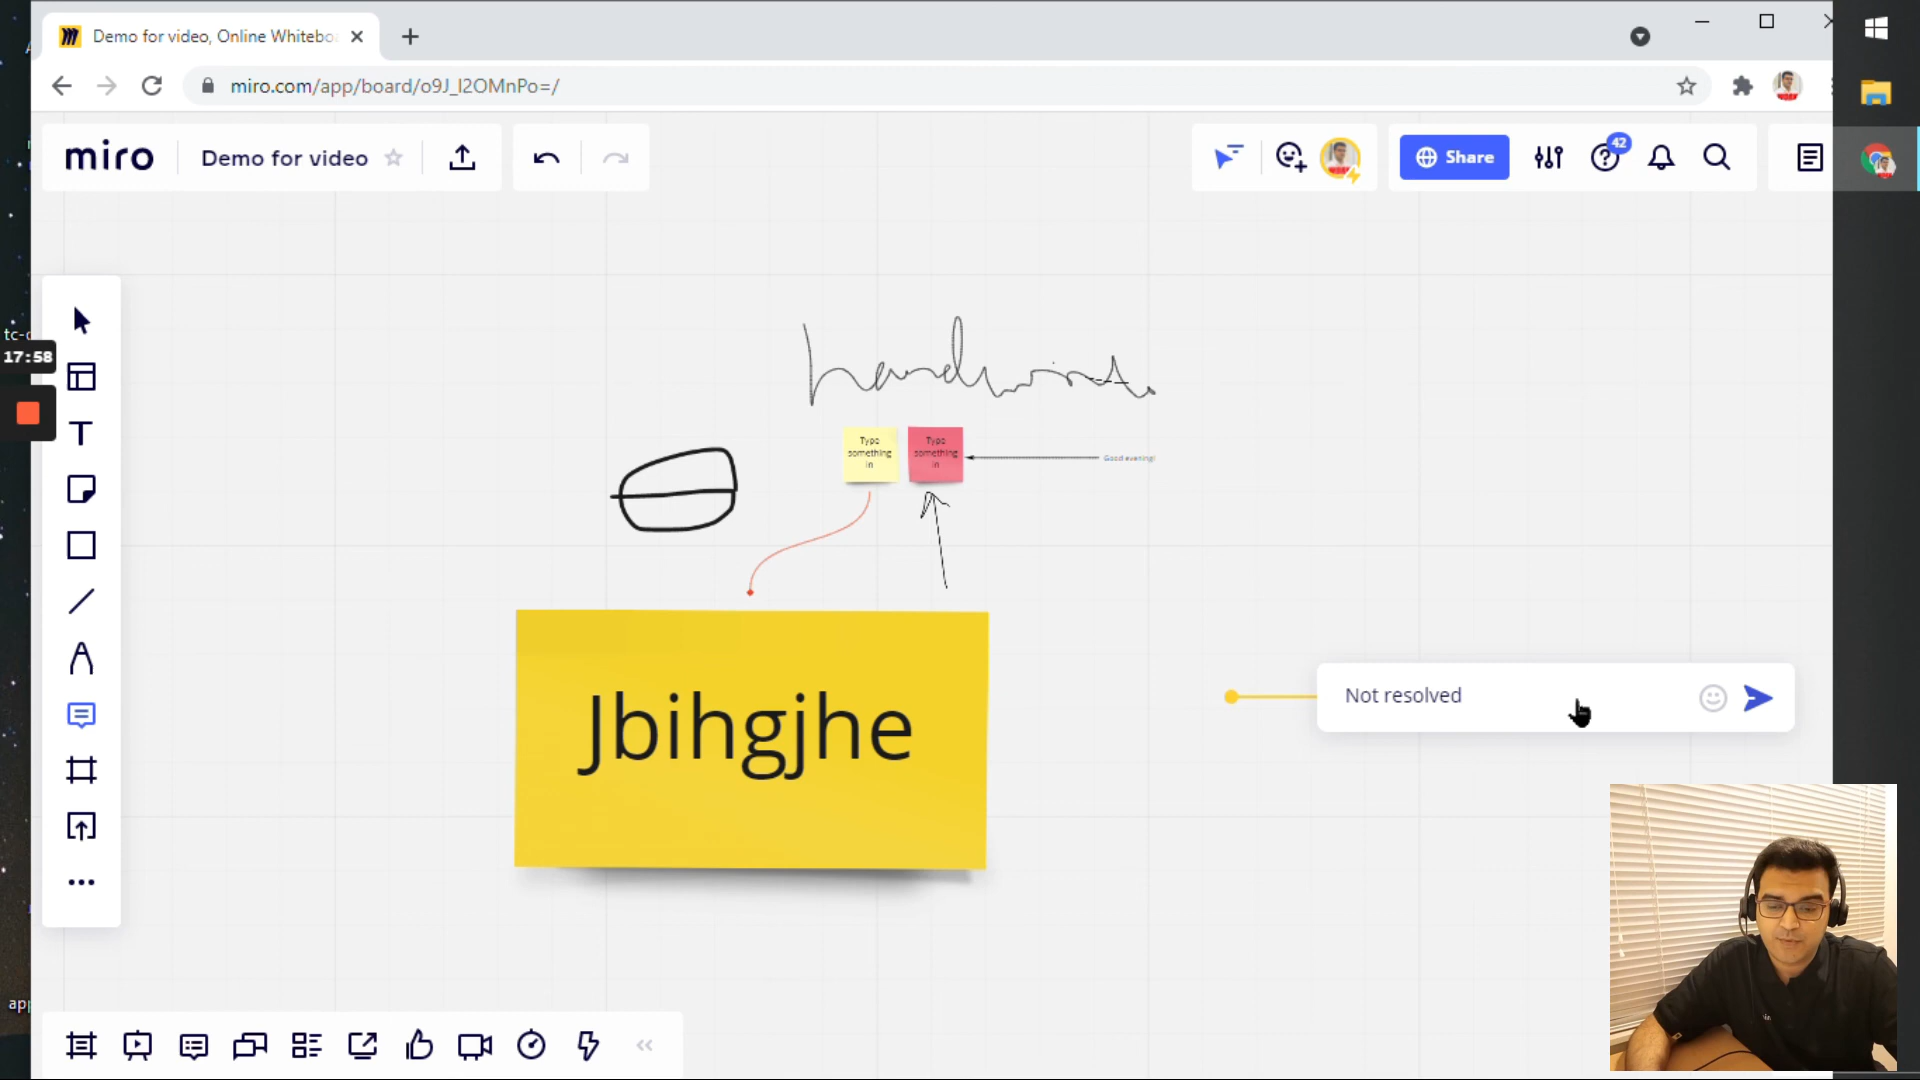 Demo for video, Online Whitebo
miro.com/app/board/o9J_l2OMnPo=/
miro
Demo for video
Share
42
tc-c
17:58
T
Type
something
in
Type
something
in
Good evening!
Jbihgjhe
Not resolved
app